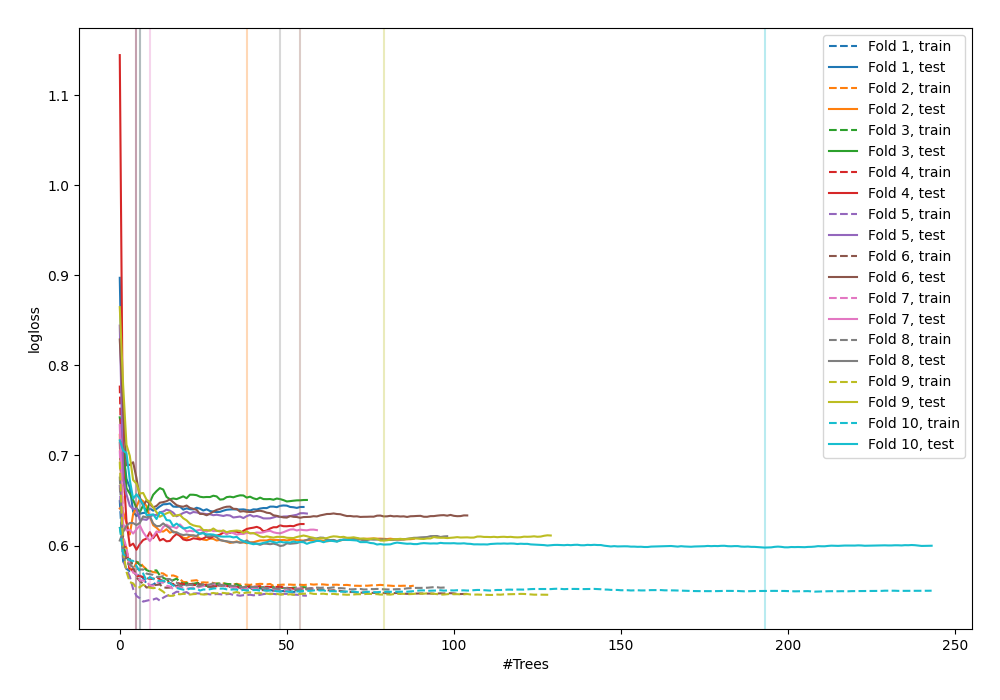 logloss
1.1
1.0
0.9
0.8
0.7
0.6
0
50
100
150
200
250
#Trees
Fold 1, train
Fold 1, test
Fold 2, train
Fold 2, test
Fold 3, train
Fold 3, test
Fold 4, train
Fold 4, test
Fold 5, train
Fold 5, test
Fold 6, train
Fold 6, test
Fold 7, train
Fold 7, test
Fold 8, train
Fold 8, test
Fold 9, train
Fold 9, test
Fold 10, train
Fold 10, test